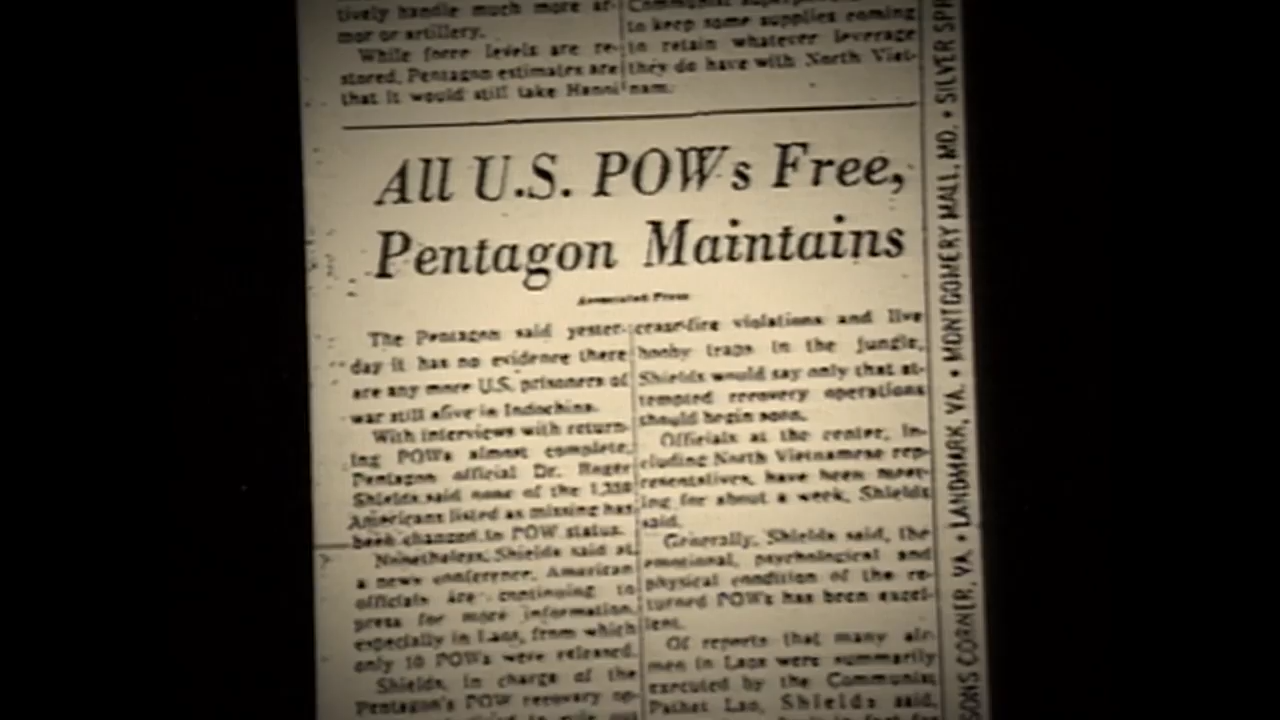 tively handle much more ar-
mor or artillery.
While force levels are re-
stored, Pentagon estimates are
that it would still take Hanoi
to keep some supplies coming
to retain whatever leverage
they do have with North Viet-
nam.
All U.S. POWs Free,
Pentagon Maintains
Associated Press
The Pentagon said yester-
day it has no evidence there
are any more U.S. prisoners of
war still alive in Indochina.
With interviews with return-
ing POWs almost complete,
Pentagon official Dr. Roger
Shields said none of the
Americans listed as missing has
been changed to POW status.
Nonetheless, Shields said at
a news conference, American
officials are continuing to
press for more information,
especially in Laos, from which
only 10 POWs were released.
Shields, in charge of the
Pentagon's POW recovery op-
cease-fire violations and live
booby traps in the jungle,
Shields would say only that at-
tempted recovery operations
should begin soon.
Officials at the center, in-
cluding North Vietnamese rep-
resentatives, have been meet-
ing for about a week, Shields
said.
Generally, Shields said, the
emotional, psychological and
physical condition of the re-
turned POWs has been excel-
lent.
Of reports that many air-
men in Laos were summarily
executed by the Communist
Pathet Lao, Shields said,
SONS CORNER, VA. • LANDMARK, VA. • MONTGOMERY MALL, MD. • SILVER SPR